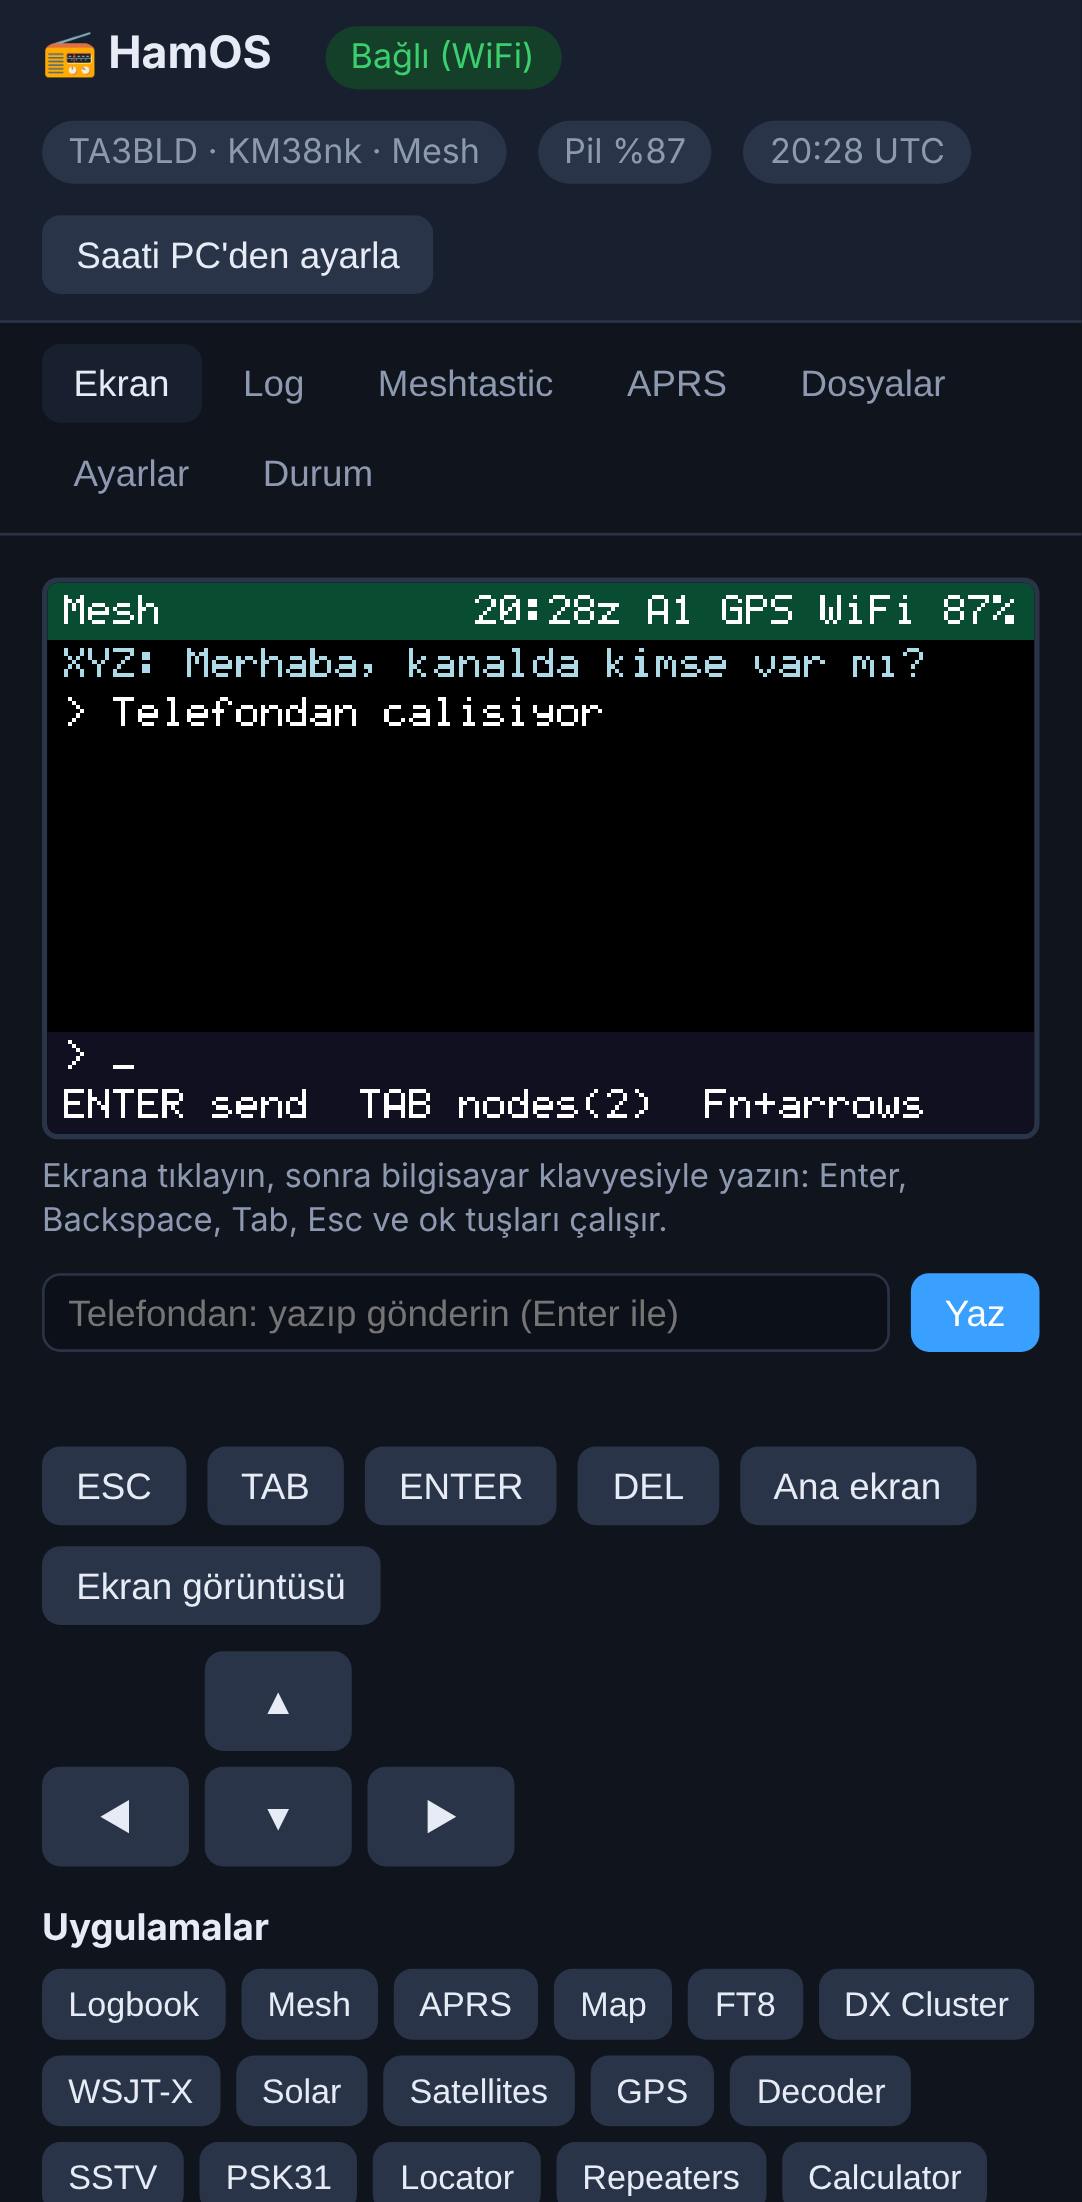 HamOS Bağlı (WiFi)
TA3BLD · KM38nk · Mesh Pil %87 20:28 UTC
Saati PC'den ayarla
Ekran Log Meshtastic APRS Dosyalar
Ayarlar Durum
Mesh 20:28z A1 GPS WiFi 87%
XYZ: Merhaba, kanalda kimse var mı?
> Telefondan calisiyor
> _
ENTER send TAB nodes(2) Fn+arrows
Ekrana tıklayın, sonra bilgisayar klavyesiyle yazın: Enter,
Backspace, Tab, Esc ve ok tuşları çalışır.
Telefondan: yazıp gönderin (Enter ile) Yaz
ESC TAB ENTER DEL Ana ekran
Ekran görüntüsü
▲
◀ ▼ ▶
Uygulamalar
Logbook Mesh APRS Map FT8 DX Cluster
WSJT-X Solar Satellites GPS Decoder
SSTV PSK31 Locator Repeaters Calculator